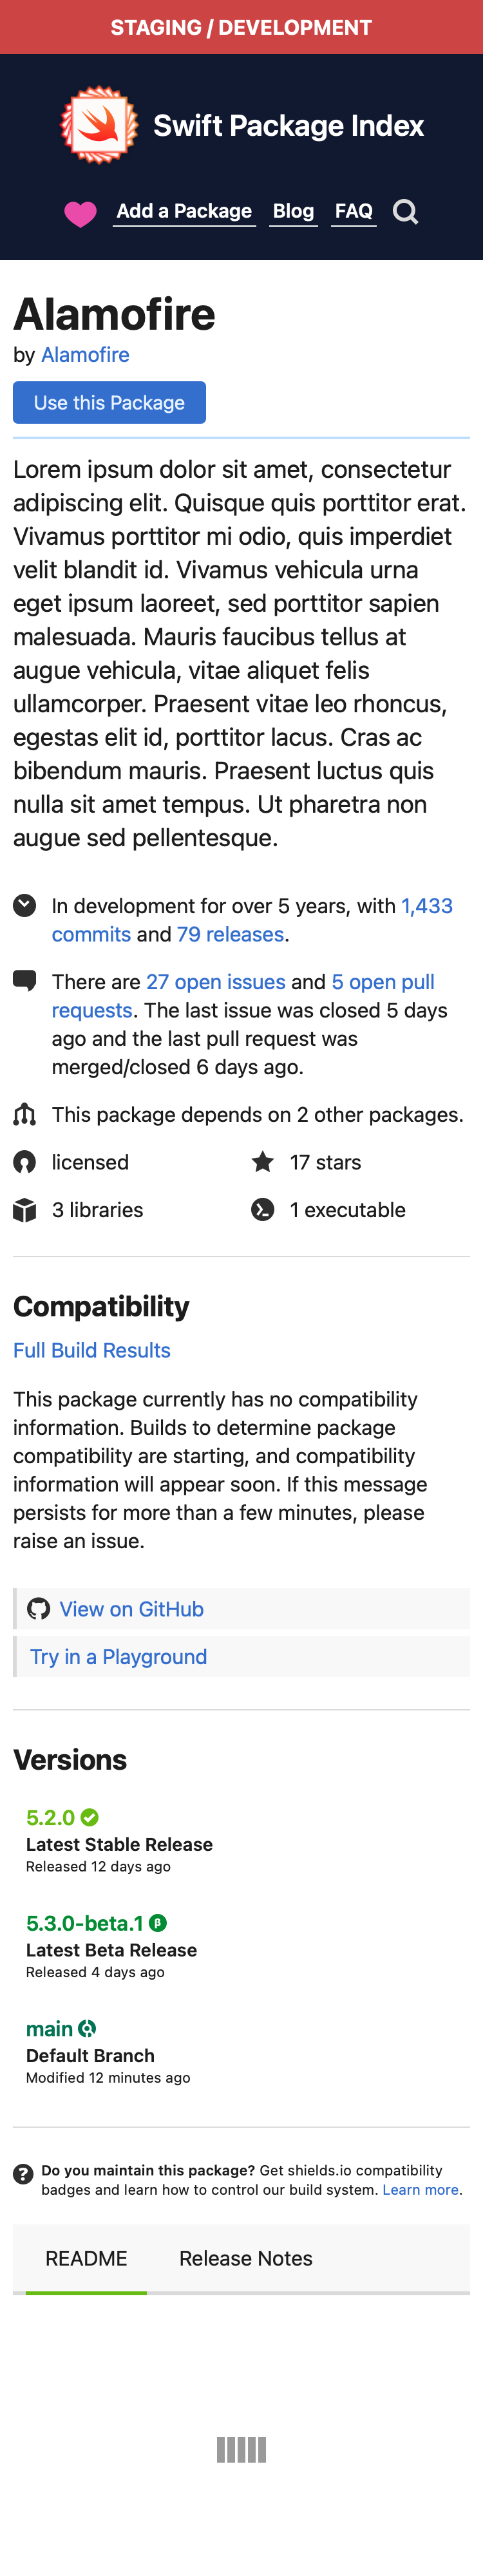 STAGING / DEVELOPMENT
Swift Package Index
Add a Package Blog FAQ
Alamofire
by Alamofire
Use this Package
Lorem ipsum dolor sit amet, consectetur
adipiscing elit. Quisque quis porttitor erat.
Vivamus porttitor mi odio, quis imperdiet
velit blandit id. Vivamus vehicula urna
eget ipsum laoreet, sed porttitor sapien
malesuada. Mauris faucibus tellus at
augue vehicula, vitae aliquet felis
ullamcorper. Praesent vitae leo rhoncus,
egestas elit id, porttitor lacus. Cras ac
bibendum mauris. Praesent luctus quis
nulla sit amet tempus. Ut pharetra non
augue sed pellentesque.
In development for over 5 years, with 1,433
commits and 79 releases.
There are 27 open issues and 5 open pull
requests. The last issue was closed 5 days
ago and the last pull request was
merged/closed 6 days ago.
This package depends on 2 other packages.
licensed 17 stars
3 libraries 1 executable
Compatibility
Full Build Results
This package currently has no compatibility
information. Builds to determine package
compatibility are starting, and compatibility
information will appear soon. If this message
persists for more than a few minutes, please
raise an issue.
View on GitHub
Try in a Playground
Versions
5.2.0
Latest Stable Release
Released 12 days ago
5.3.0-beta.1 β
Latest Beta Release
Released 4 days ago
main
Default Branch
Modified 12 minutes ago
Do you maintain this package? Get shields.io compatibility
badges and learn how to control our build system. Learn more.
README Release Notes